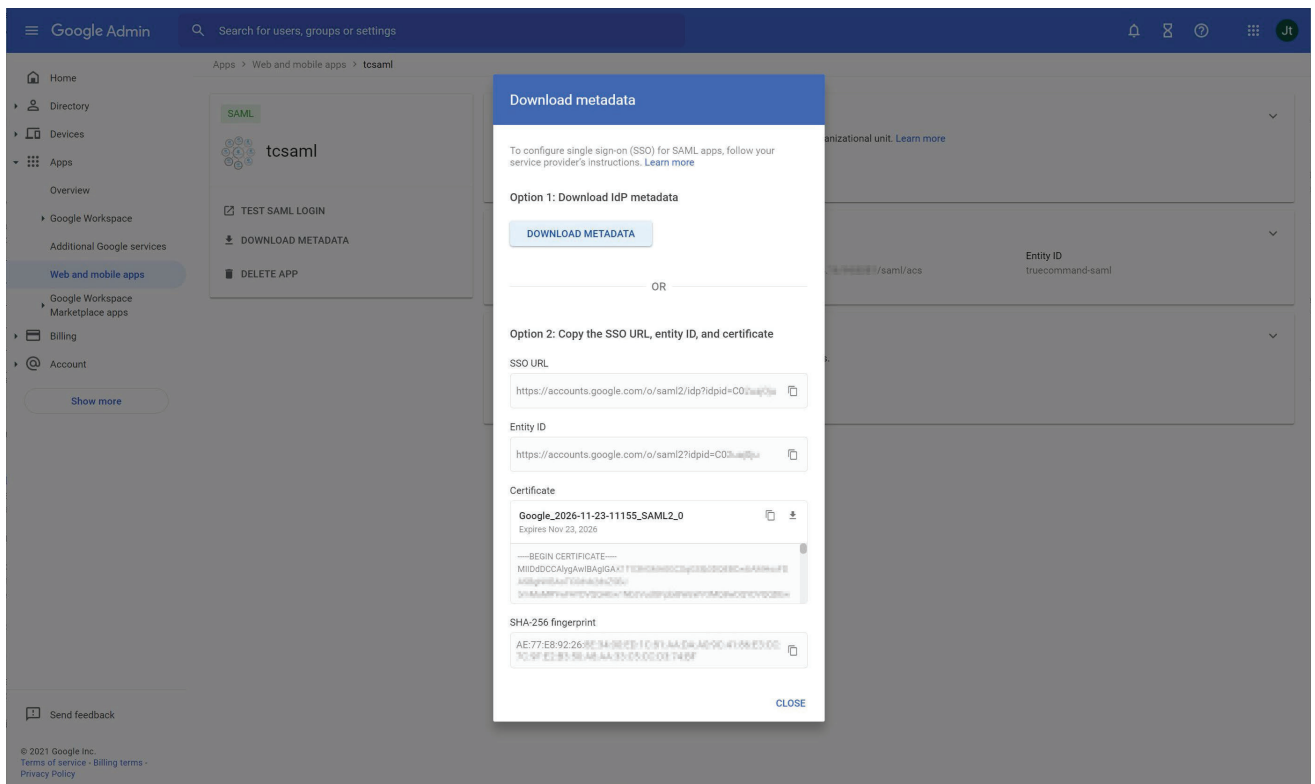 Google Admin
Search for users, groups or settings
Jt
Apps > Web and mobile apps > tcsaml
Home
Directory
Devices
Apps
Overview
Google Workspace
Additional Google services
Web and mobile apps
Google Workspace
Marketplace apps
Billing
Account
Show more
Send feedback
© 2021 Google Inc.
Terms of service - Billing terms -
Privacy Policy
SAML
tcsaml
TEST SAML LOGIN
DOWNLOAD METADATA
DELETE APP
Download metadata
To configure single sign-on (SSO) for SAML apps, follow your
service provider's instructions. Learn more
Option 1: Download IdP metadata
DOWNLOAD METADATA
OR
Option 2: Copy the SSO URL, entity ID, and certificate
SSO URL
https://accounts.google.com/o/saml2/idp?idpid=C0
Entity ID
https://accounts.google.com/o/saml2?idpid=C0
Certificate
Google_2026-11-23-11155_SAML2_0
Expires Nov 23, 2026
-----BEGIN CERTIFICATE-----
MIIDdDCCAlygAwIBAgIGA
SHA-256 fingerprint
AE:77:E8:92:26:
CLOSE
anizational unit. Learn more
/saml/acs
Entity ID
truecommand-saml
s.